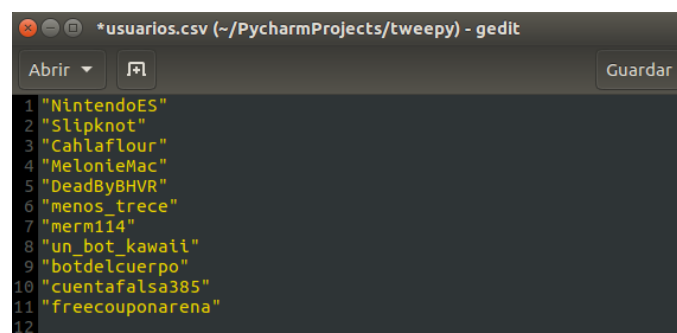 *usuarios.csv (~/PycharmProjects/tweepy) - gedit
Abrir Guardar
1 "NintendoES"
2 "Slipknot"
3 "Cahlaflour"
4 "MelonieMac"
5 "DeadByBHVR"
6 "menos_trece"
7 "merm114"
8 "un_bot_kawaii"
9 "botdelcuerpo"
10 "cuentafalsa385"
11 "freecouponarena"
12